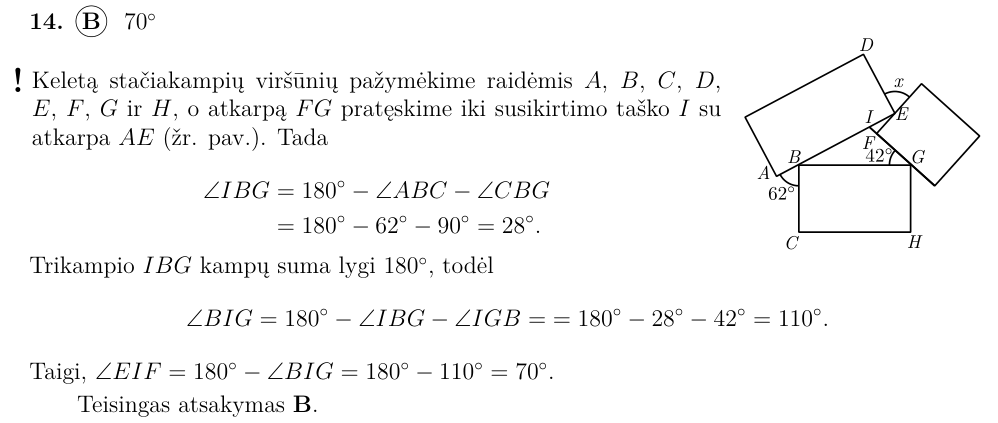 14. B 70°
! Keletą stačiakampių viršūnių pažymėkime raidėmis A, B, C, D,
E, F, G ir H, o atkarpą FG pratęskime iki susikirtimo taško I su
atkarpa AE (žr. pav.). Tada
∠IBG = 180° − ∠ABC − ∠CBG
= 180° − 62° − 90° = 28°.
Trikampio IBG kampų suma lygi 180°, todėl
∠BIG = 180° − ∠IBG − ∠IGB = = 180° − 28° − 42° = 110°.
Taigi, ∠EIF = 180° − ∠BIG = 180° − 110° = 70°.
Teisingas atsakymas B.
D
x
I
E
F
42°
B
G
A
62°
C
H